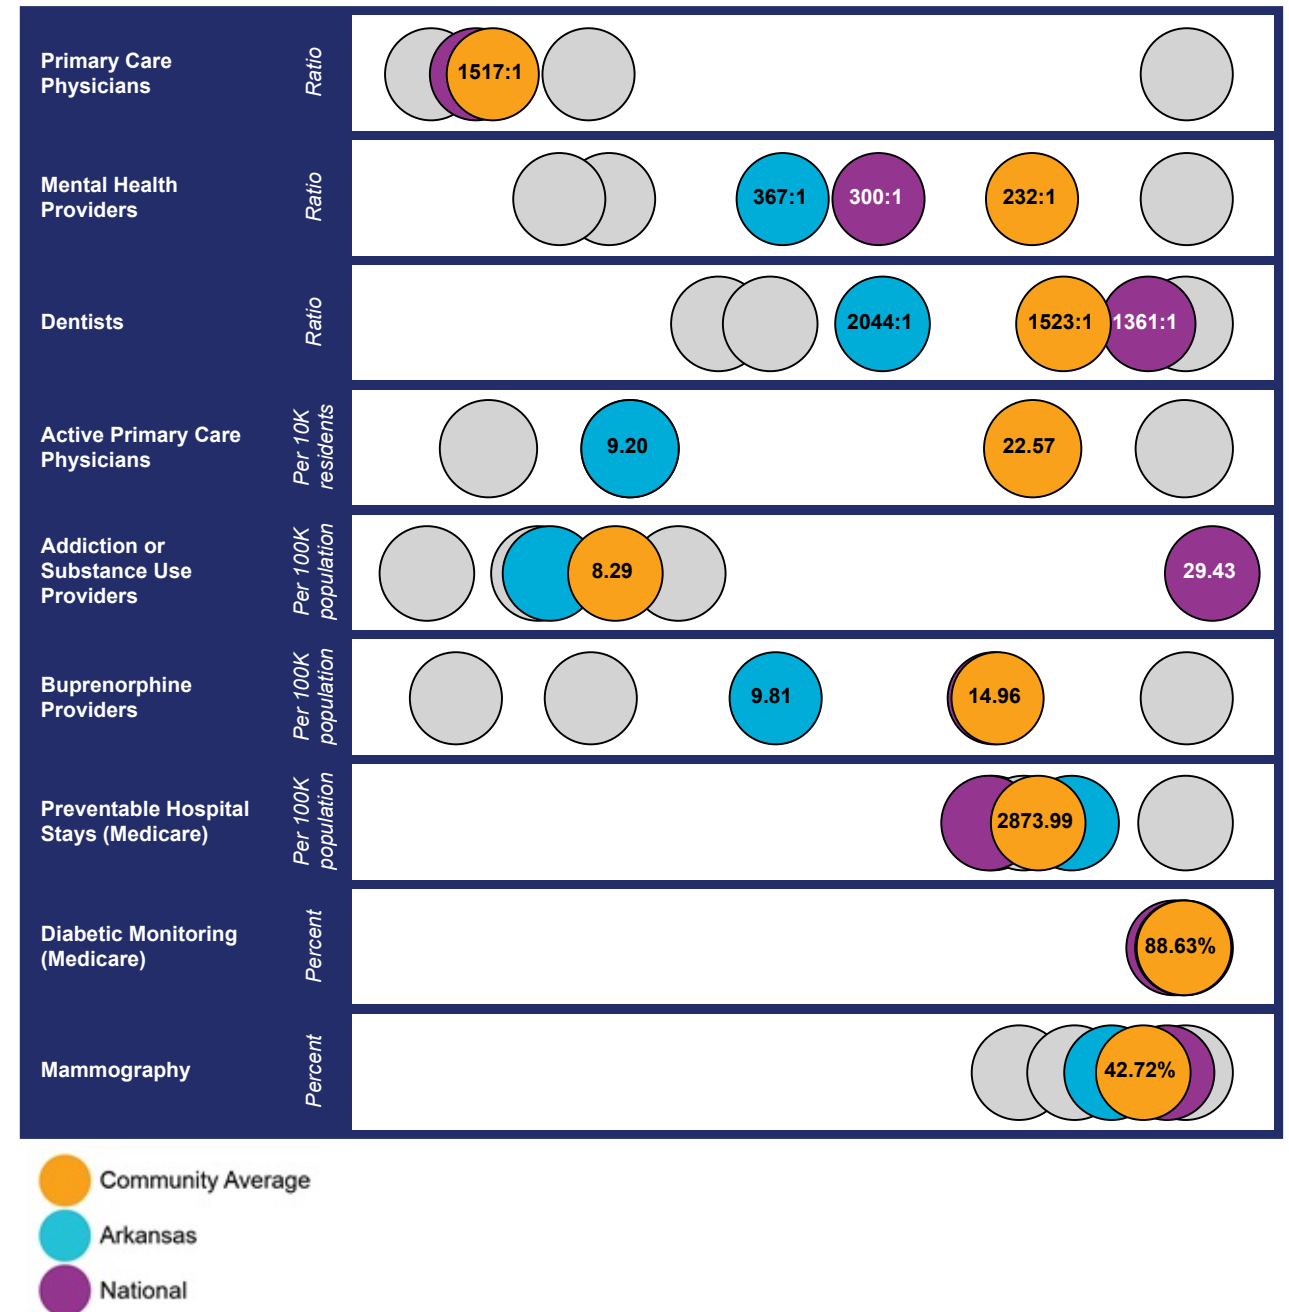 Primary Care
Physicians
Ratio
1517:1
Mental Health
Providers
Ratio
367:1
300:1
232:1
Dentists
Ratio
2044:1
1523:1
1361:1
Active Primary Care
Physicians
Per 10K
residents
9.20
22.57
Addiction or
Substance Use
Providers
Per 100K
population
8.29
29.43
Buprenorphine
Providers
Per 100K
population
9.81
14.96
Preventable Hospital
Stays (Medicare)
Per 100K
population
2873.99
Diabetic Monitoring
(Medicare)
Percent
88.63%
Mammography
Percent
42.72%
Community Average
Arkansas
National